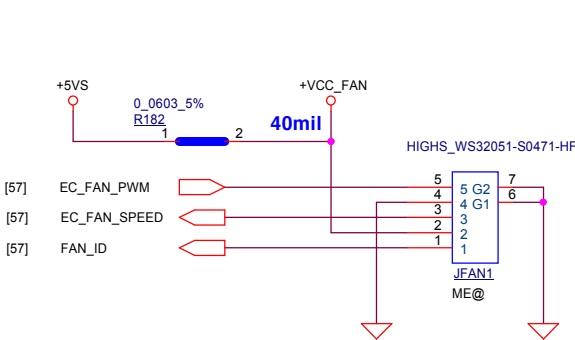 +5VS
+VCC_FAN
0_0603_5%
R182
1
2
40mil
HIGHS_WS32051-S0471-HF
[57] EC_FAN_PWM
5
5 G2
7
4
4 G1
6
[57] EC_FAN_SPEED
3
3
2
2
[57] FAN_ID
1
1
JFAN1
ME@